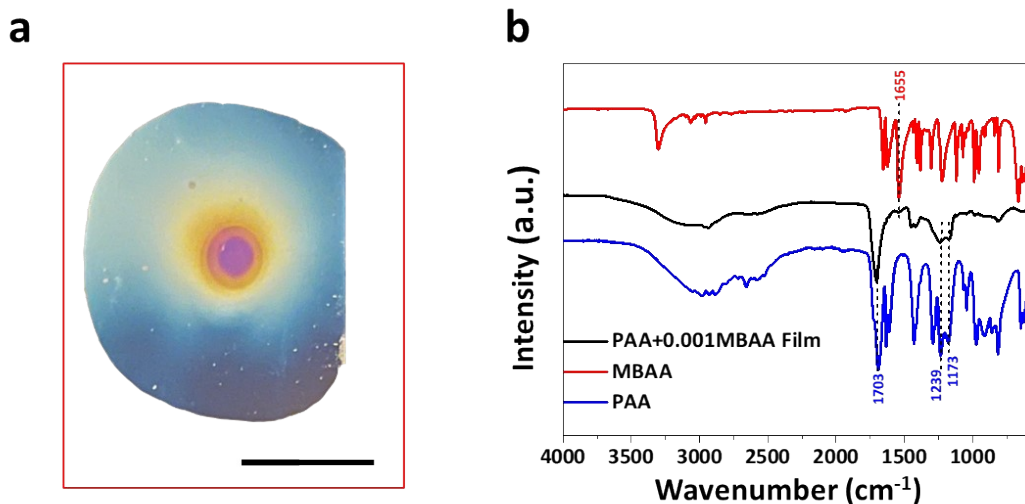 a
b
1655
Intensity (a.u.)
PAA+0.001MBAA Film
MBAA
PAA
1703
1239
1173
4000 3500 3000 2500 2000 1500 1000
Wavenumber (cm⁻¹)